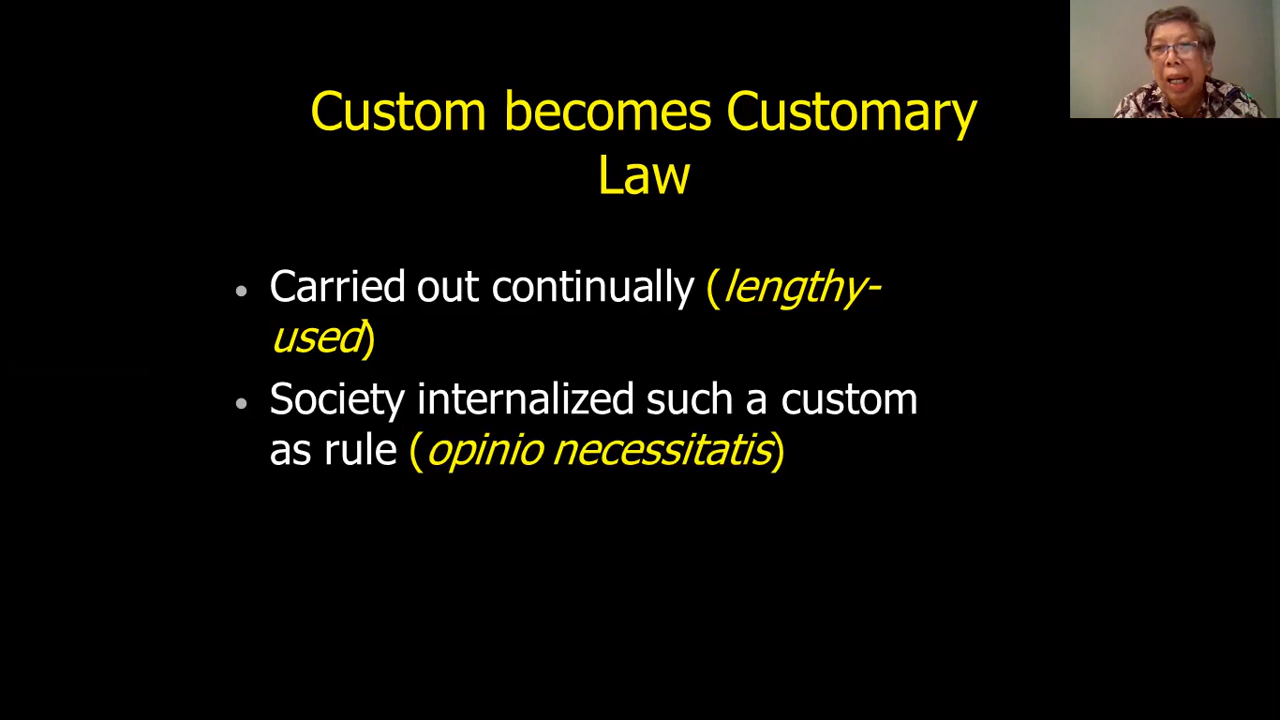 Custom becomes Customary
Law
• Carried out continually (lengthy-
used)
• Society internalized such a custom
as rule (opinio necessitatis)